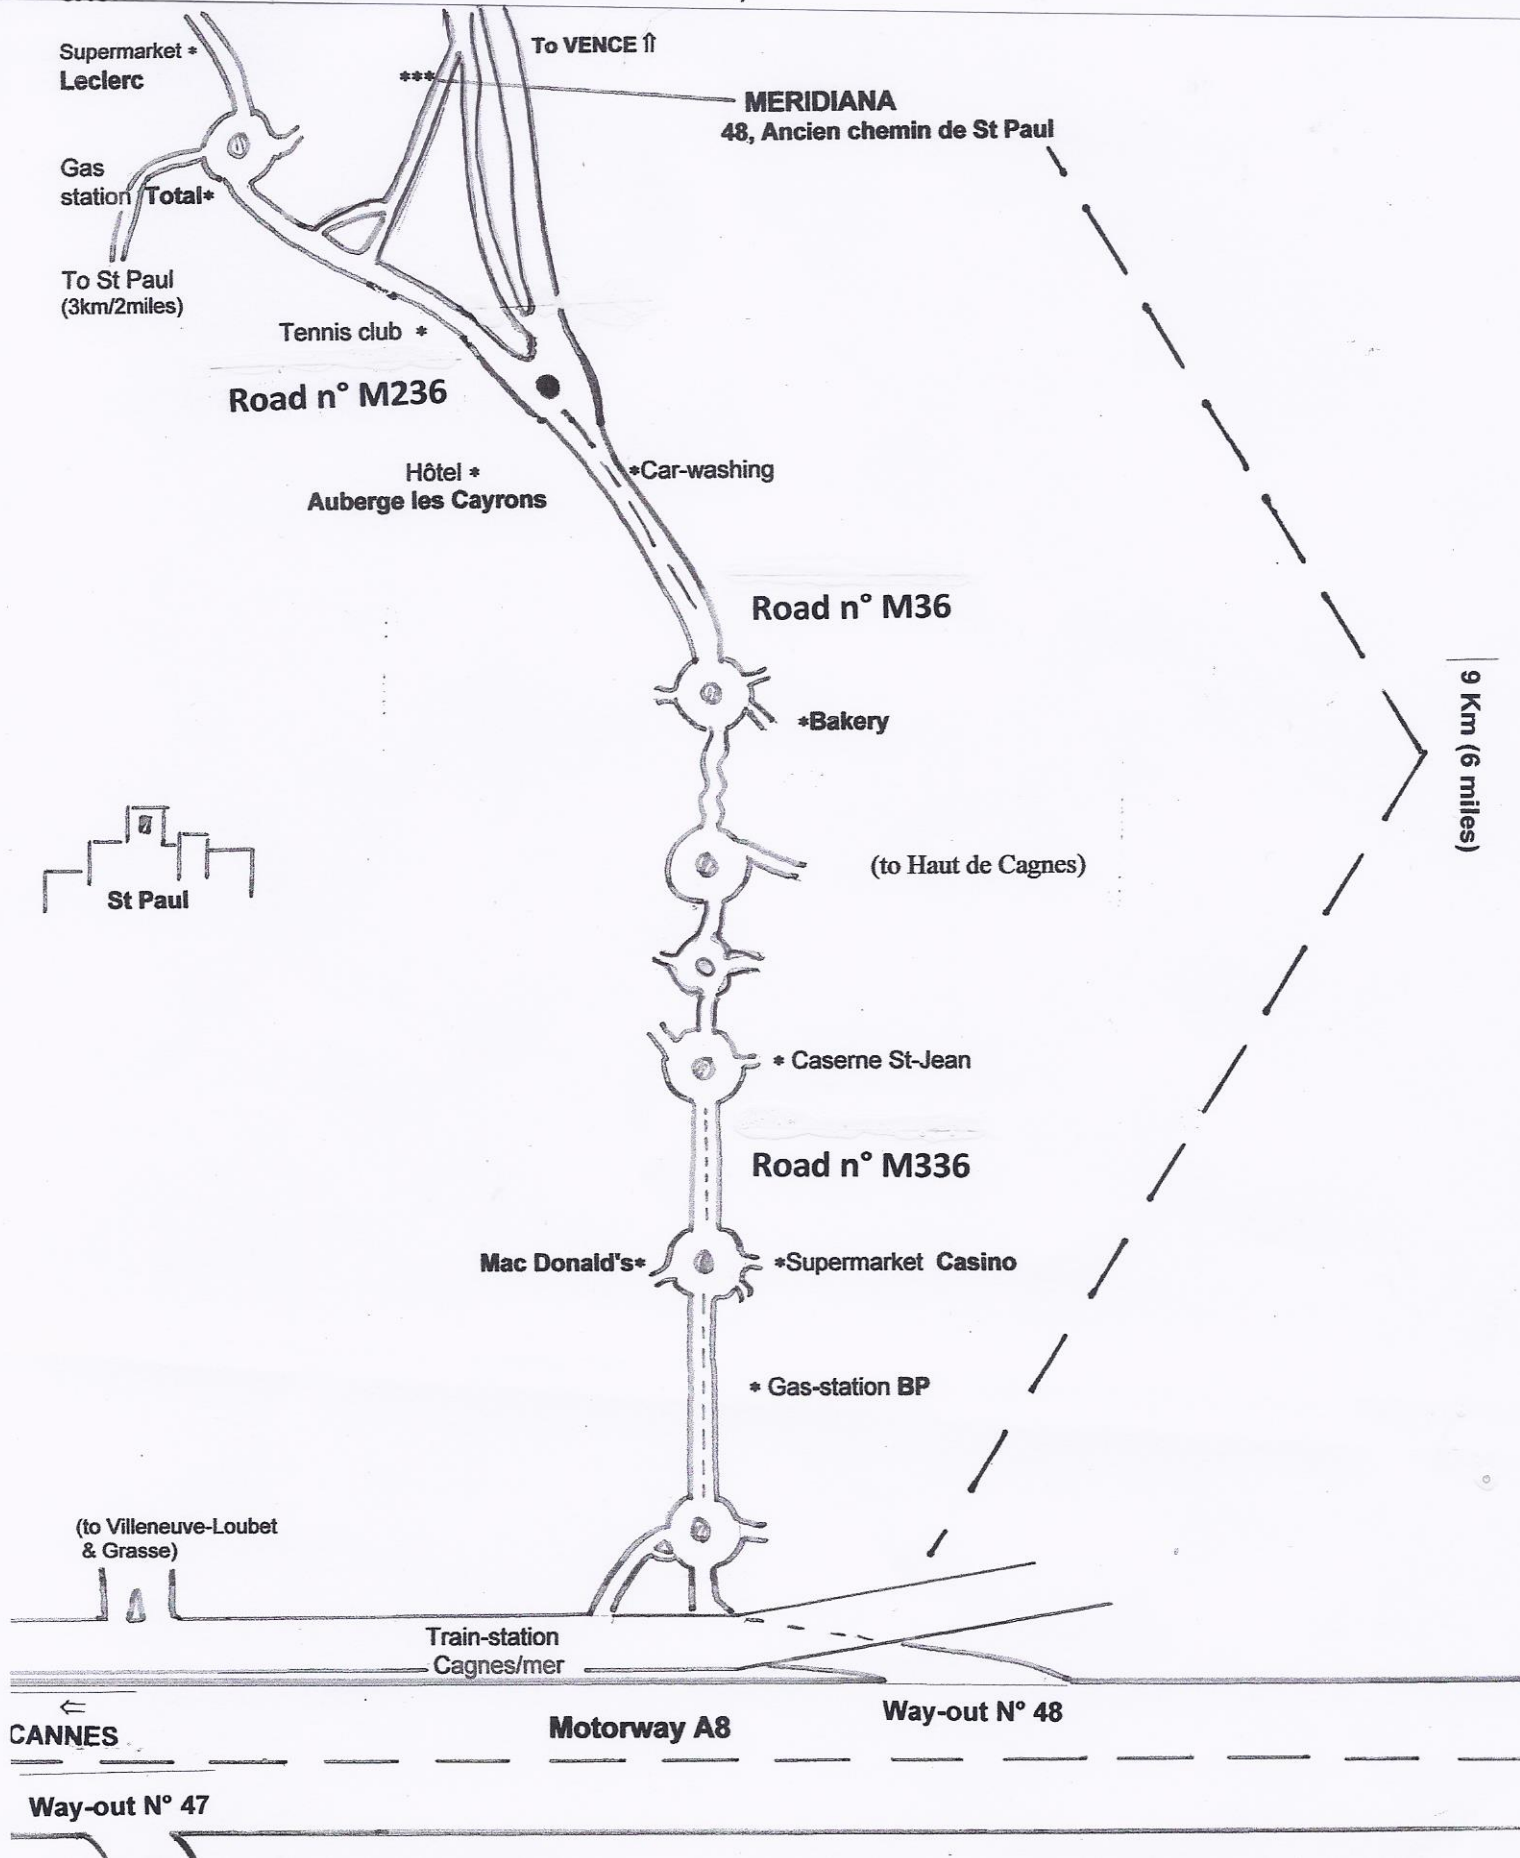 To VENCE ⇑
Supermarket *
Leclerc
***
MERIDIANA
48, Ancien chemin de St Paul
Gas
station Total*
To St Paul
(3km/2miles)
Tennis club *
Road n° M236
Hôtel *
Auberge les Cayrons
*Car-washing
Road n° M36
9 Km (6 miles)
*Bakery
(to Haut de Cagnes)
St Paul
* Caserne St-Jean
Road n° M336
Mac Donald's*
*Supermarket Casino
* Gas-station BP
(to Villeneuve-Loubet
& Grasse)
Train-station
Cagnes/mer
⇐
CANNES
Motorway A8
Way-out N° 48
Way-out N° 47